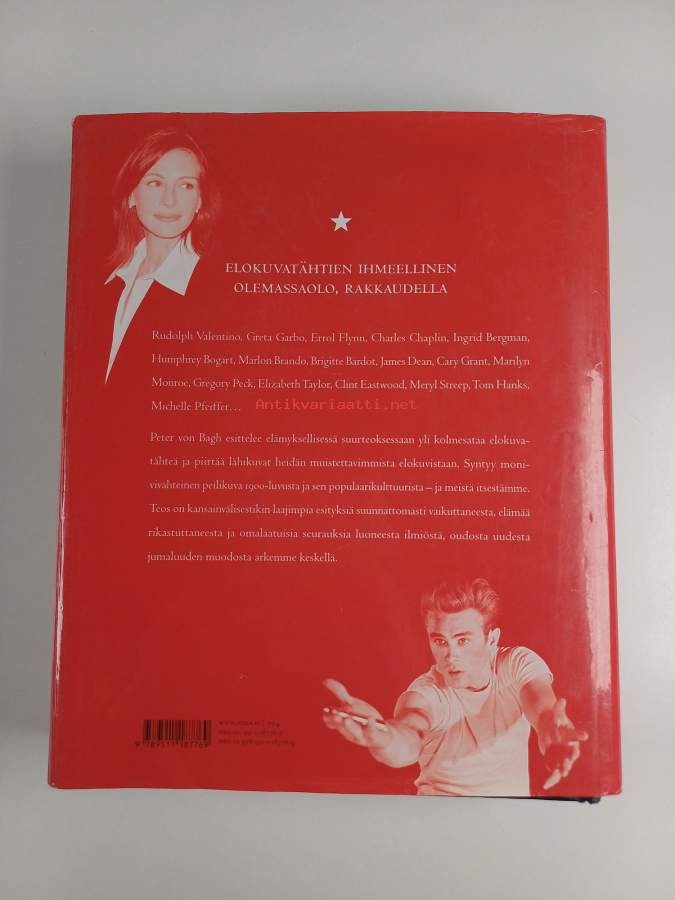 ELOKUVATÄHTIEN IHMEELLINEN
OLEMASSAOLO, RAKKAUDELLA
Rudolph Valentino, Greta Garbo, Errol Flynn, Charles Chaplin, Ingrid Bergman,
Humphrey Bogart, Marlon Brando, Brigitte Bardot, James Dean, Cary Grant, Marilyn
Monroe, Gregory Peck, Elizabeth Taylor, Clint Eastwood, Meryl Streep, Tom Hanks,
Michelle Pfeiffer…
Antikvariaatti.net
Peter von Bagh esittelee elämyksellisessä suurteoksessaan yli kolmesataa elokuva-
tähteä ja piirtää lähikuvat heidän muistettavimmista elokuvistaan. Syntyy moni-
vivahteinen peilikuva 1900-luvusta ja sen populaarikulttuurista – ja meistä itsestämme.
Teos on kansainvälisestikin laajimpia esityksiä suunnattomasti vaikuttaneesta, elämää
rikastuttaneesta ja omalaatuisia seurauksia luoneesta ilmiöstä, oudosta uudesta
jumaluuden muodosta arkemme keskellä.
9 789511 187769